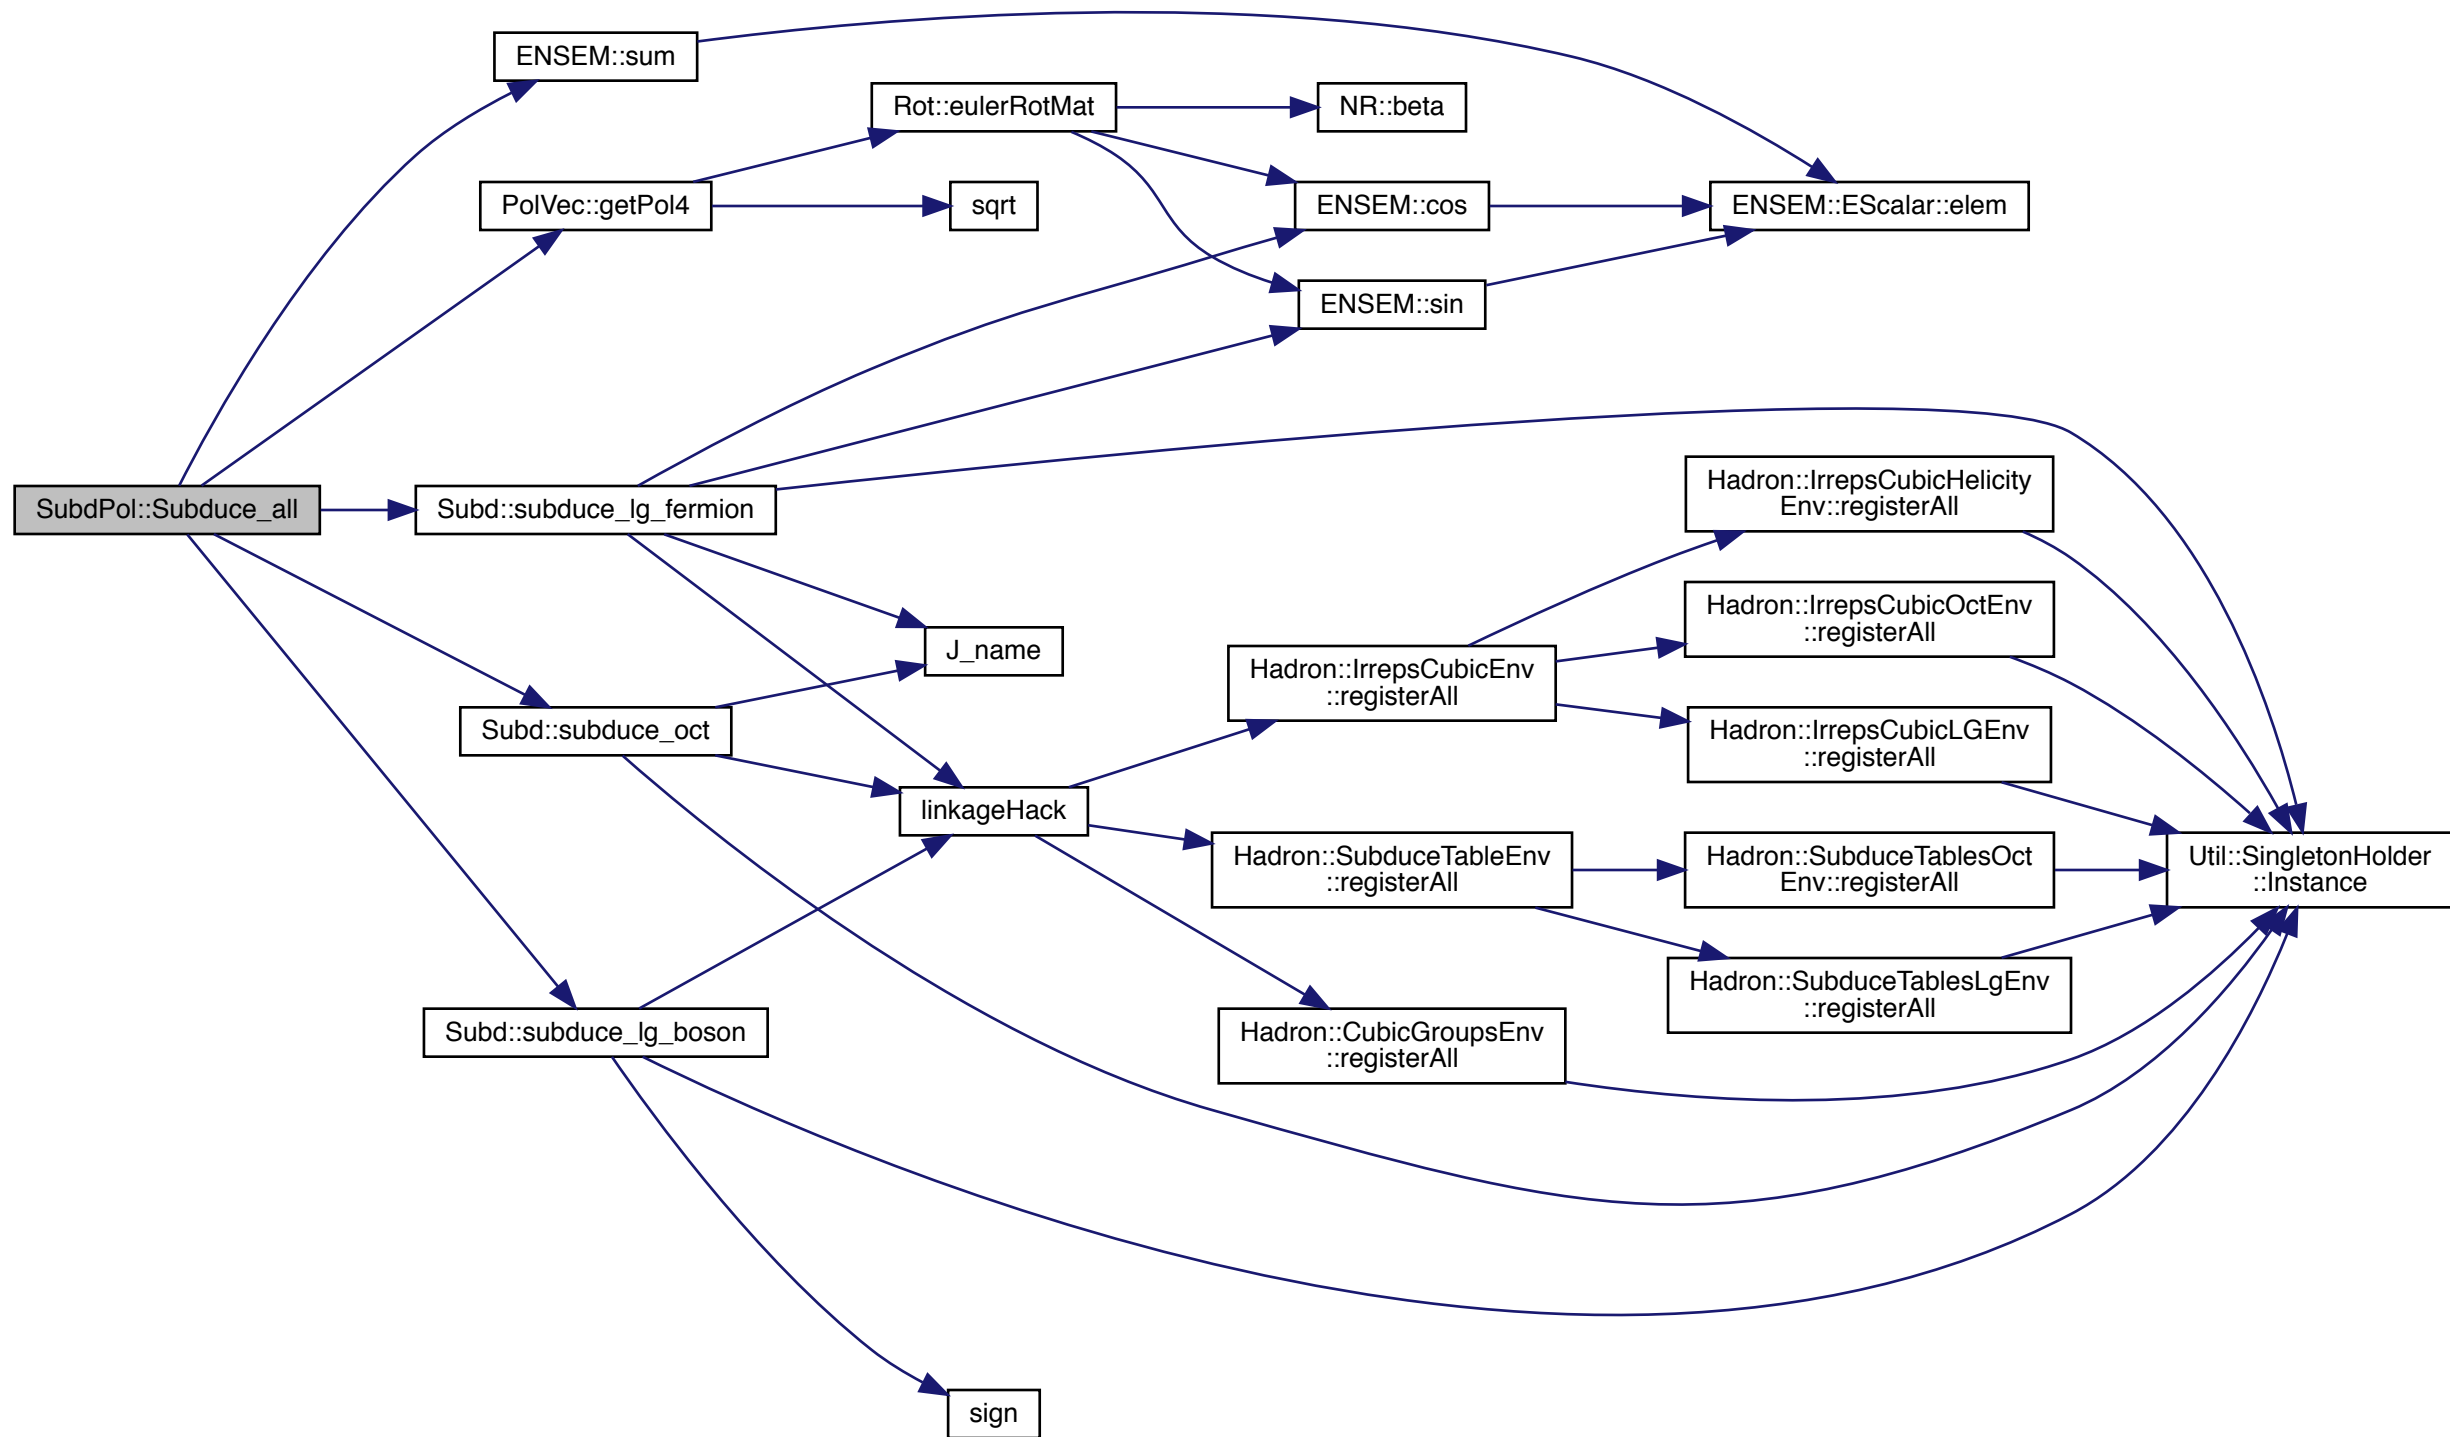 ENSEM::sum
Rot::eulerRotMat
NR::beta
PolVec::getPol4
sqrt
ENSEM::cos
ENSEM::EScalar::elem
ENSEM::sin
SubdPol::Subduce_all
Subd::subduce_lg_fermion
Hadron::IrrepsCubicHelicity
Env::registerAll
Hadron::IrrepsCubicOctEnv
::registerAll
J_name
Hadron::IrrepsCubicEnv
::registerAll
Subd::subduce_oct
Hadron::IrrepsCubicLGEnv
::registerAll
linkageHack
Hadron::SubduceTableEnv
::registerAll
Hadron::SubduceTablesOct
Env::registerAll
Util::SingletonHolder
::Instance
Hadron::SubduceTablesLgEnv
::registerAll
Subd::subduce_lg_boson
Hadron::CubicGroupsEnv
::registerAll
sign